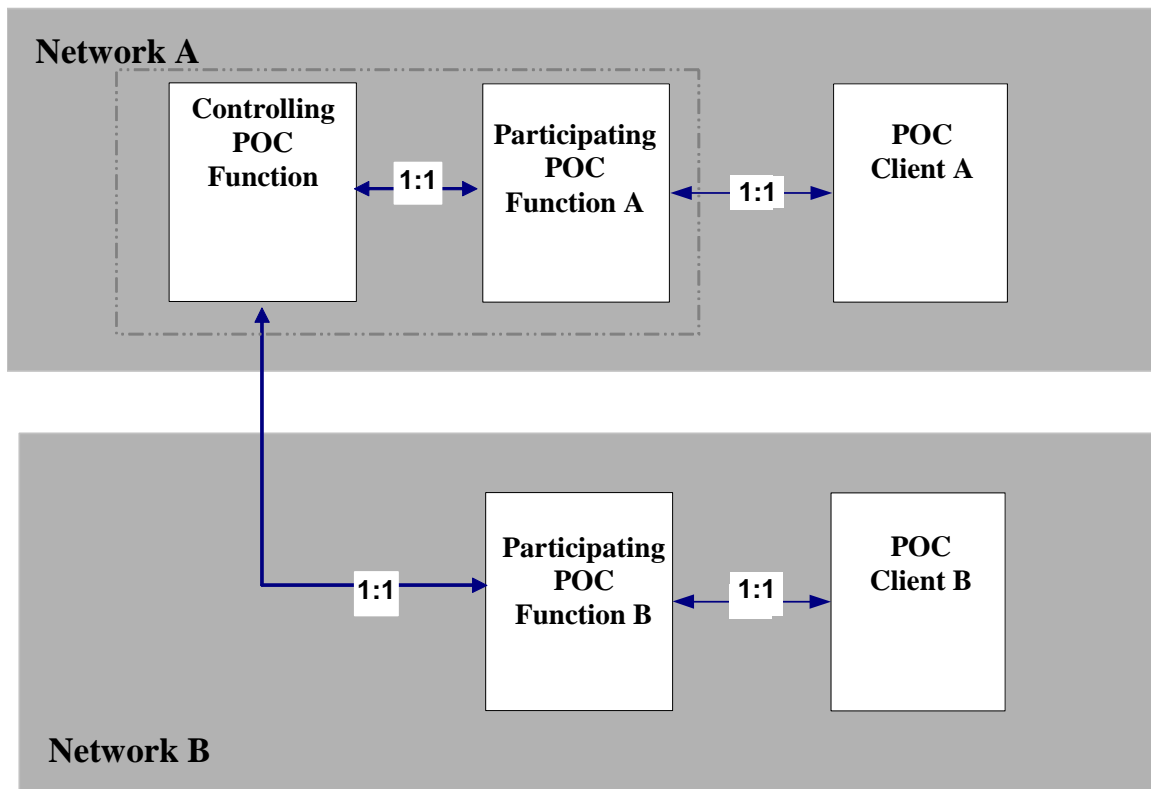 Network A
Controlling
POC
Function
1:1
Participating
POC
Function A
1:1
POC
Client A
1:1
Participating
POC
Function B
1:1
POC
Client B
Network B